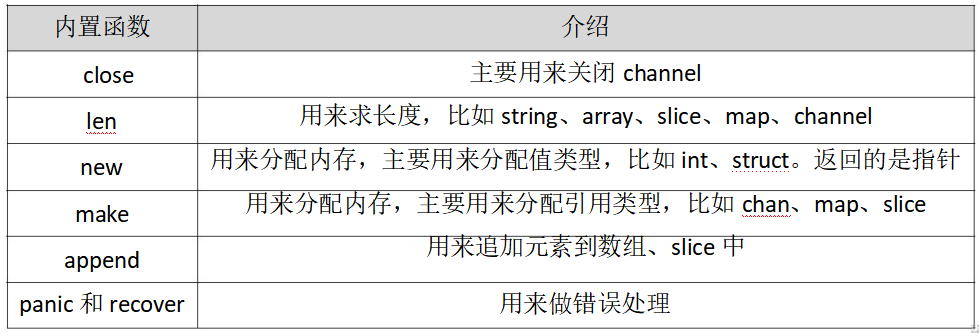 内置函数 介绍
close 主要用来关闭 channel
len 用来求长度，比如 string、array、slice、map、channel
new 用来分配内存，主要用来分配值类型，比如 int、struct。返回的是指针
make 用来分配内存，主要用来分配引用类型，比如 chan、map、slice
append 用来追加元素到数组、slice 中
panic 和 recover 用来做错误处理